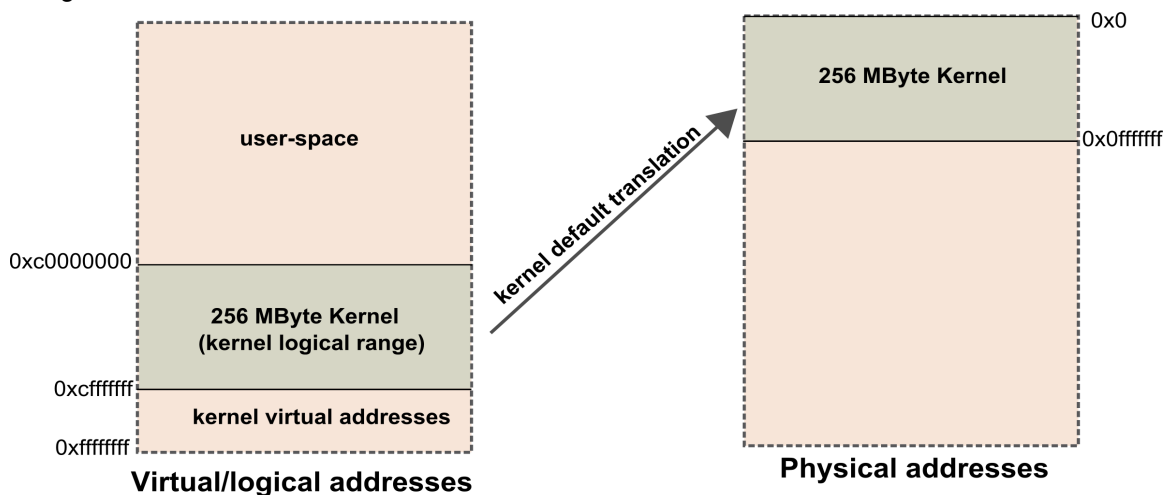 user-space
0xc0000000
256 MByte Kernel
(kernel logical range)
0xcfffffff
kernel virtual addresses
0xffffffff
Virtual/logical addresses
kernel default translation
0x0
256 MByte Kernel
0x0fffffff
Physical addresses